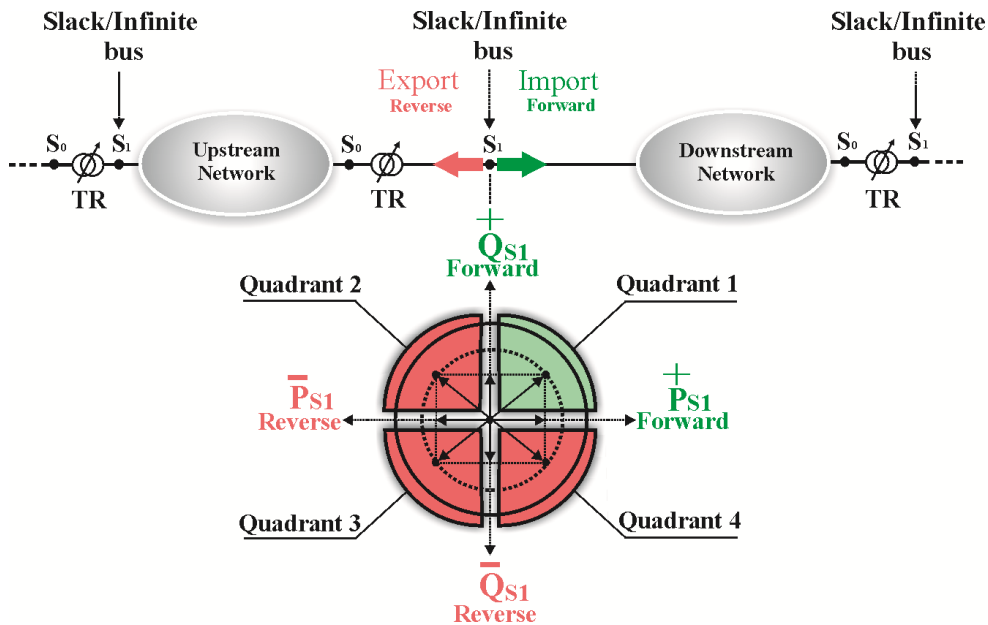 Slack/Infinite
bus
Slack/Infinite
bus
Slack/Infinite
bus
Export
Reverse
Import
Forward
S₀
S₁
TR
Upstream
Network
S₀
TR
S₁
Downstream
Network
S₀
S₁
TR
+
QS1
Forward
Quadrant 2
Quadrant 1
−
PS1
Reverse
+
PS1
Forward
Quadrant 3
Quadrant 4
−
QS1
Reverse